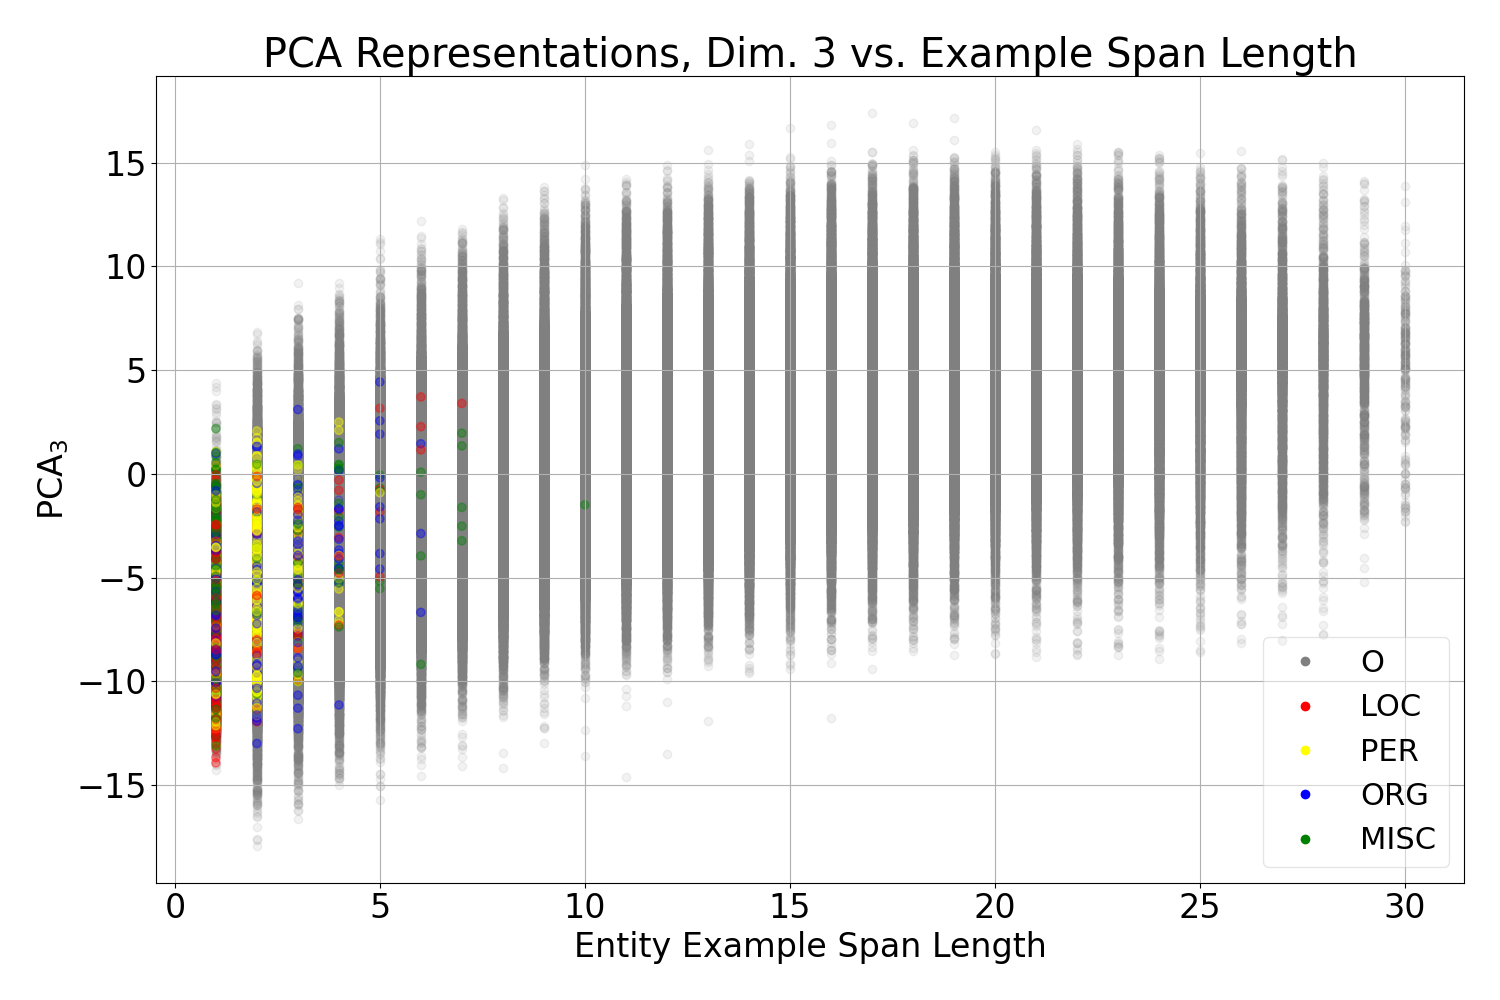 PCA Representations, Dim. 3 vs. Example Span Length
PCA₃
15
10
5
0
−5
−10
−15
0 5 10 15 20 25 30
Entity Example Span Length
O
LOC
PER
ORG
MISC